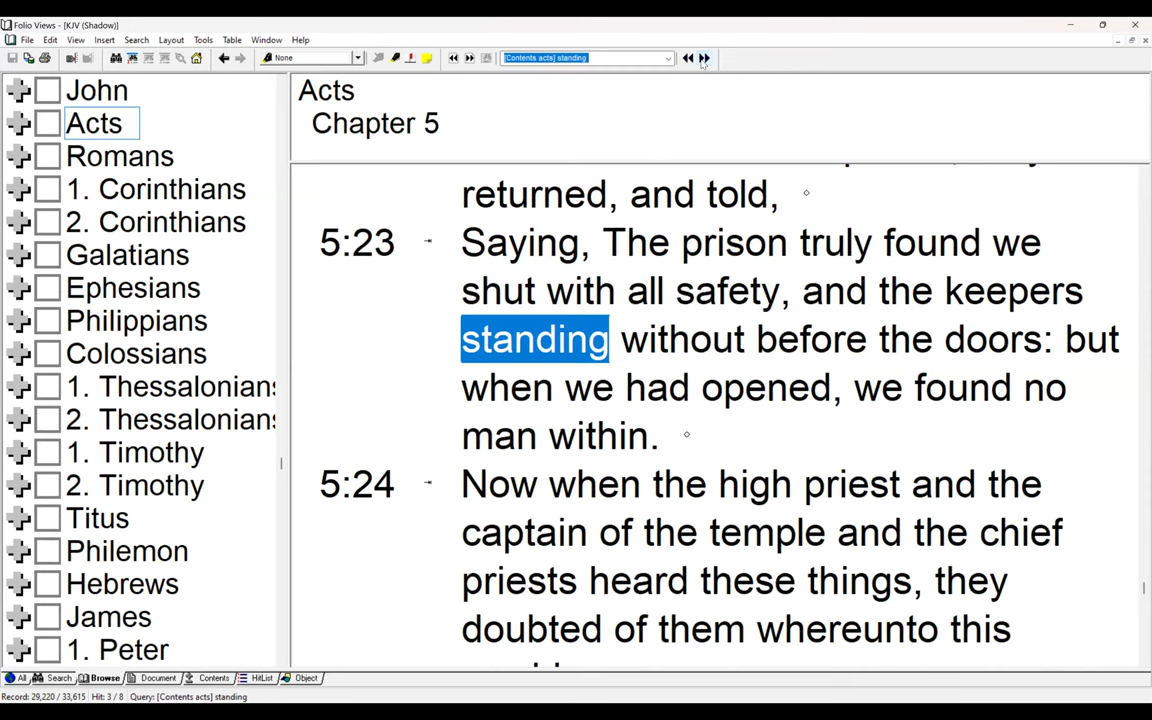 Folio Views - [KJV (Shadow)]
File Edit View Insert Search Layout Tools Table Window Help
None
[Contents acts] standing
John
Acts
Romans
1. Corinthians
2. Corinthians
Galatians
Ephesians
Philippians
Colossians
1. Thessalonians
2. Thessalonians
1. Timothy
2. Timothy
Titus
Philemon
Hebrews
James
1. Peter
Acts
Chapter 5
returned, and told,
5:23 Saying, The prison truly found we
shut with all safety, and the keepers
standing without before the doors: but
when we had opened, we found no
man within.
5:24 Now when the high priest and the
captain of the temple and the chief
priests heard these things, they
doubted of them whereunto this
All Search Browse Document Contents HitList Object
Record: 29,220 / 33,615 Hit: 3 / 8 Query: [Contents acts] standing